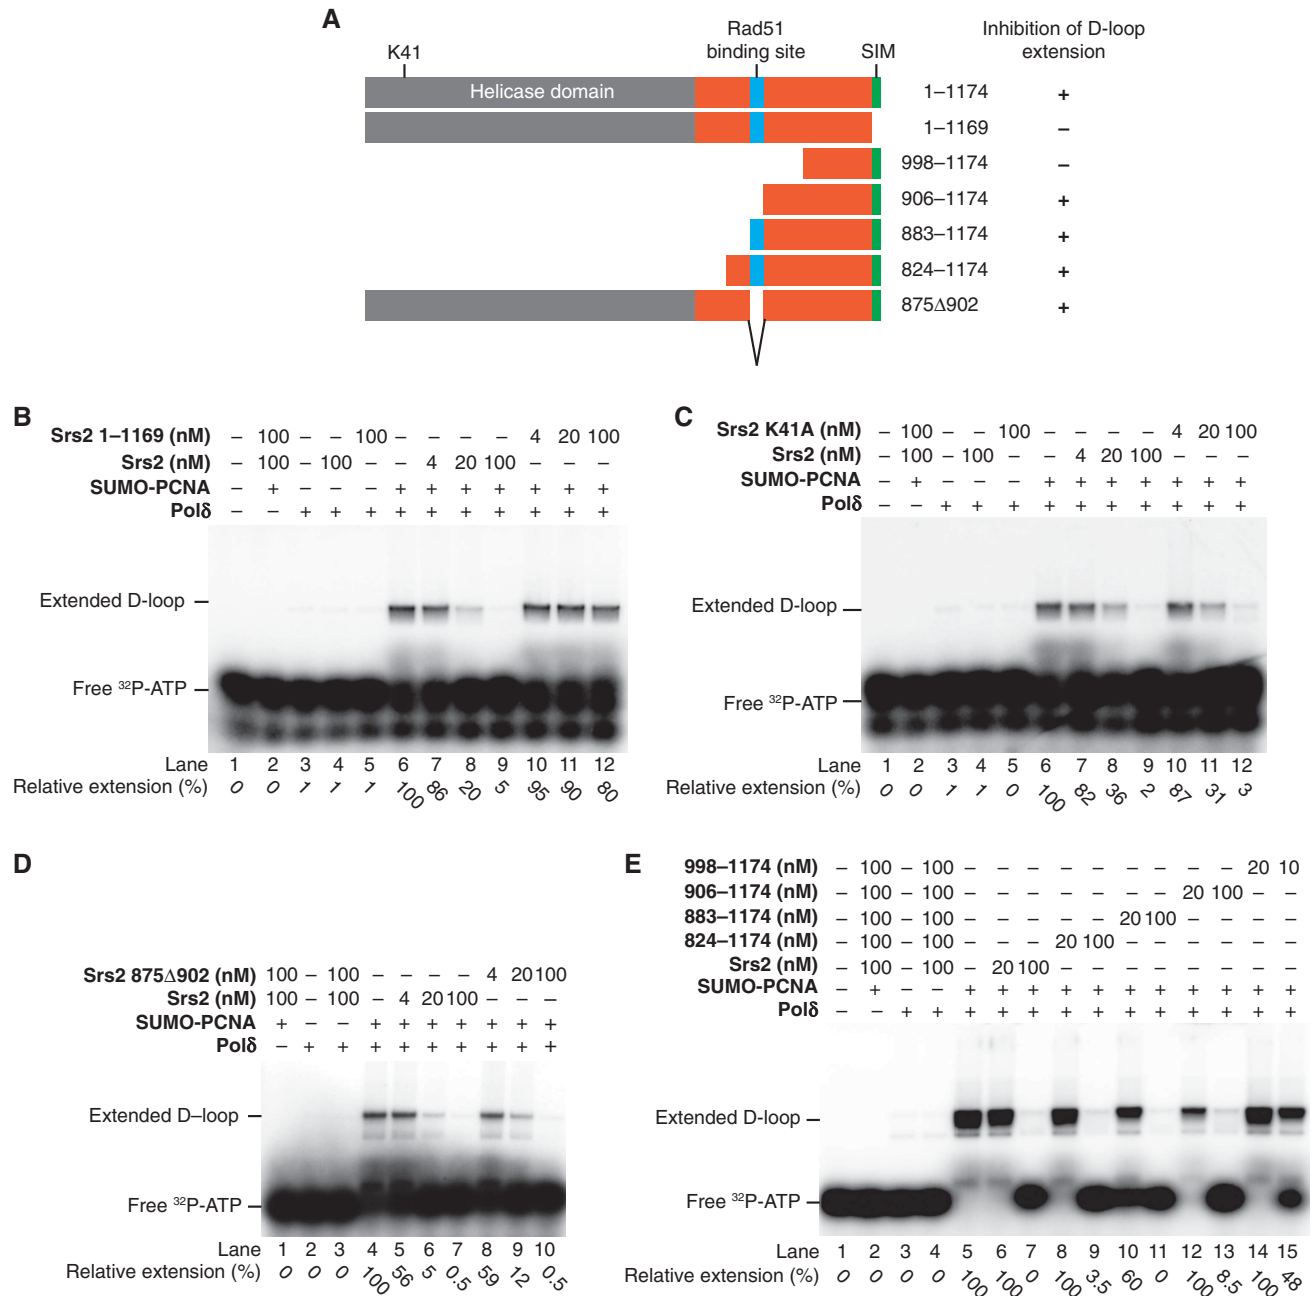 A
K41
Rad51
binding site
SIM
Inhibition of D-loop
extension
Helicase domain
1–1174 +
1–1169 –
998–1174 –
906–1174 +
883–1174 +
824–1174 +
875Δ902 +
B
Srs2 1–1169 (nM) – 100 – – 100 – – – – 4 20 100
Srs2 (nM) – 100 – 100 – – 4 20 100 – – –
SUMO-PCNA – + – – – + + + + + + +
Polδ – – + + + + + + + + + +
Extended D-loop
Free ³²P-ATP
Lane 1 2 3 4 5 6 7 8 9 10 11 12
Relative extension (%) 0 0 1 1 1 100 86 20 5 95 90 80
C
Srs2 K41A (nM) – 100 – – 100 – – – – 4 20 100
Srs2 (nM) – 100 – 100 – – 4 20 100 – – –
SUMO-PCNA – + – – – + + + + + + +
Polδ – – + + + + + + + + + +
Extended D-loop
Free ³²P-ATP
Lane 1 2 3 4 5 6 7 8 9 10 11 12
Relative extension (%) 0 0 1 1 0 100 82 36 2 87 31 3
D
Srs2 875Δ902 (nM) 100 – 100 – – – – 4 20 100
Srs2 (nM) 100 – 100 – 4 20 100 – – –
SUMO-PCNA + – – + + + + + + +
Polδ – + + + + + + + + +
Extended D–loop
Free ³²P-ATP
Lane 1 2 3 4 5 6 7 8 9 10
Relative extension (%) 0 0 0 100 56 5 0.5 59 12 0.5
E
998–1174 (nM) – 100 – 100 – – – – – – – – – 20 10
906–1174 (nM) – 100 – 100 – – – – – – – 20 100 – –
883–1174 (nM) – 100 – 100 – – – – – 20 100 – – – –
824–1174 (nM) – 100 – 100 – – – 20 100 – – – – – –
Srs2 (nM) – 100 – 100 – 20 100 – – – – – – – –
SUMO-PCNA – + – – + + + + + + + + + + +
Polδ – – + + + + + + + + + + + + +
Extended D-loop
Free ³²P-ATP
Lane 1 2 3 4 5 6 7 8 9 10 11 12 13 14 15
Relative extension (%) 0 0 0 0 100 100 0 100 3.5 60 0 100 8.5 100 48